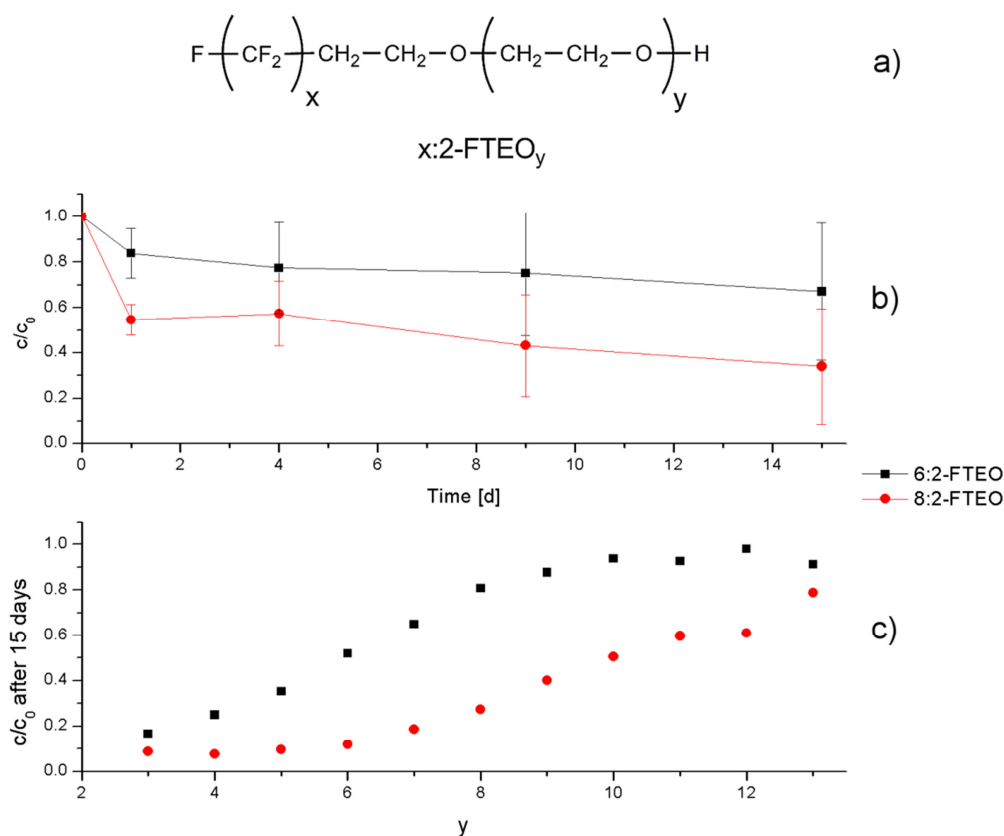 F(CF₂)ₓCH₂—CH₂—O(CH₂—CH₂—O)ᵧH
a)
x:2-FTEOᵧ
c/c₀
1.0
0.8
0.6
0.4
0.2
0.0
b)
0 2 4 6 8 10 12 14
Time [d]
6:2-FTEO
8:2-FTEO
c/c₀ after 15 days
1.0
0.8
0.6
0.4
0.2
0.0
c)
2 4 6 8 10 12
y